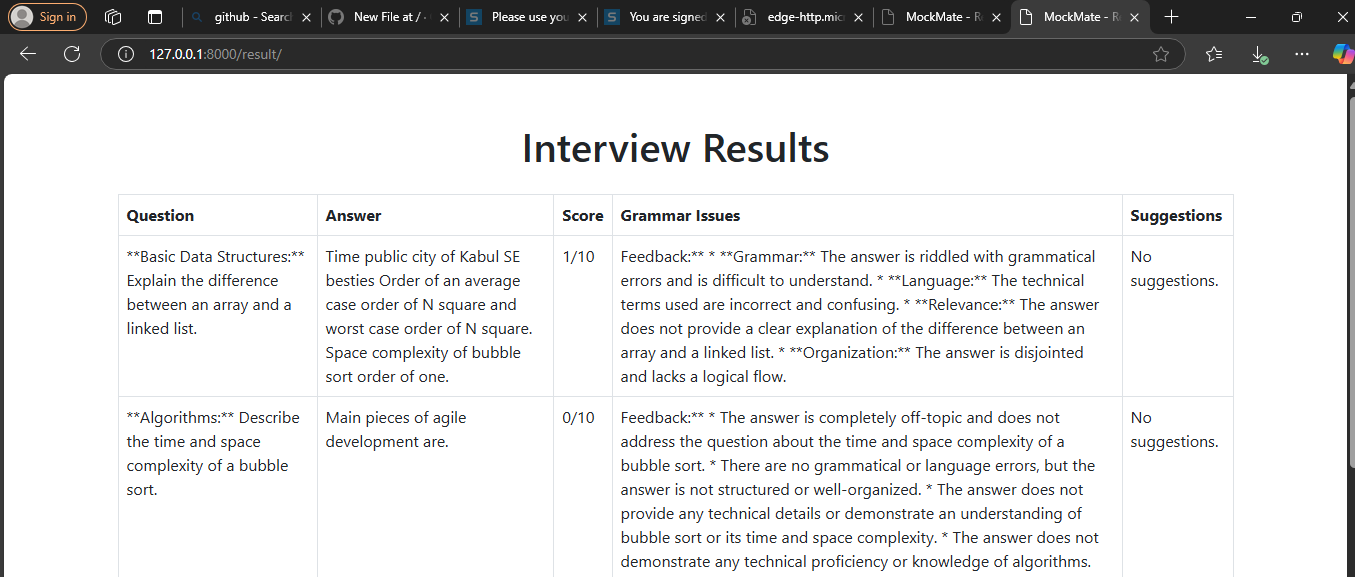 Sign in
github - Searc
New File at /
Please use you
You are signed
edge-http.mic
MockMate - R
MockMate - R
127.0.0.1:8000/result/
Interview Results
Question
Answer
Score
Grammar Issues
Suggestions
**Basic Data Structures:**
Explain the difference
between an array and a
linked list.
Time public city of Kabul SE
besties Order of an average
case order of N square and
worst case order of N square.
Space complexity of bubble
sort order of one.
1/10
Feedback:** * **Grammar:** The answer is riddled with grammatical
errors and is difficult to understand. * **Language:** The technical
terms used are incorrect and confusing. * **Relevance:** The answer
does not provide a clear explanation of the difference between an
array and a linked list. * **Organization:** The answer is disjointed
and lacks a logical flow.
No
suggestions.
**Algorithms:** Describe
the time and space
complexity of a bubble
sort.
Main pieces of agile
development are.
0/10
Feedback:** * The answer is completely off-topic and does not
address the question about the time and space complexity of a
bubble sort. * There are no grammatical or language errors, but the
answer is not structured or well-organized. * The answer does not
provide any technical details or demonstrate an understanding of
bubble sort or its time and space complexity. * The answer does not
demonstrate any technical proficiency or knowledge of algorithms.
No
suggestions.